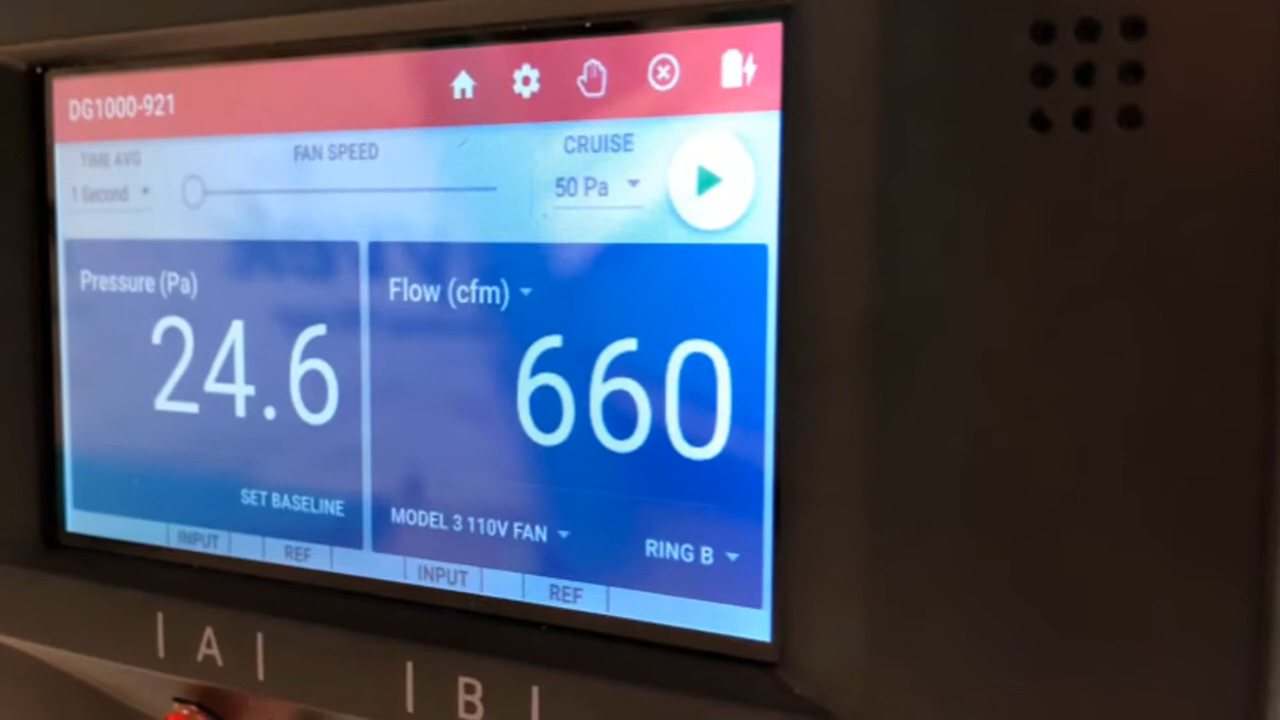 DG1000-921
TIME AVG
FAN SPEED
CRUISE
1 Second
50 Pa
Pressure (Pa)
Flow (cfm)
24.6
660
SET BASELINE
MODEL 3 110V FAN
RING B
INPUT
REF
INPUT
REF
A
B